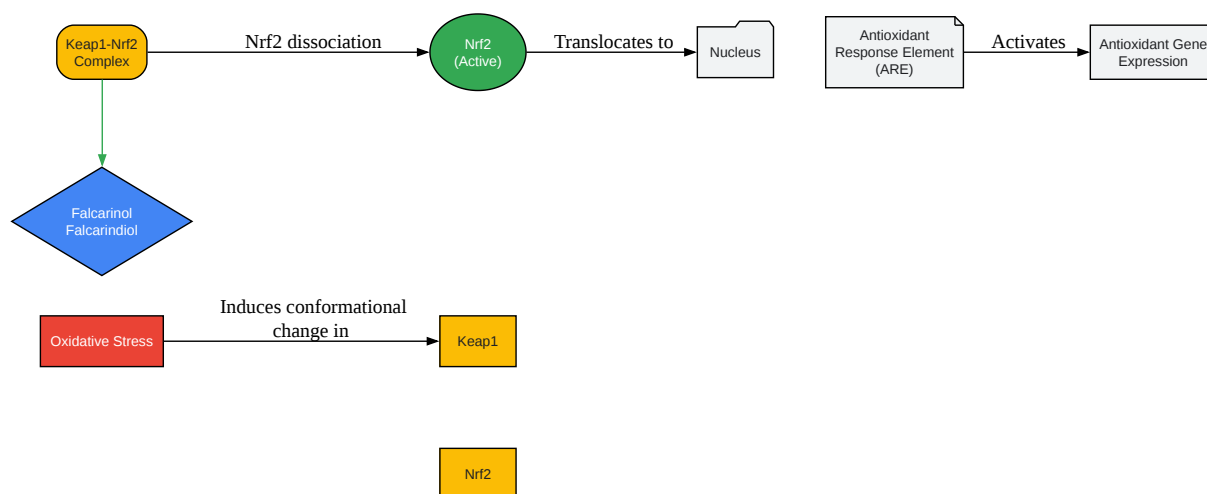 Keap1-Nrf2
Complex
Nrf2 dissociation
Nrf2
(Active)
Translocates to
Nucleus
Antioxidant
Response Element
(ARE)
Activates
Antioxidant Gene
Expression
Falcarinol
Falcarindiol
Oxidative Stress
Induces conformational
change in
Keap1
Nrf2